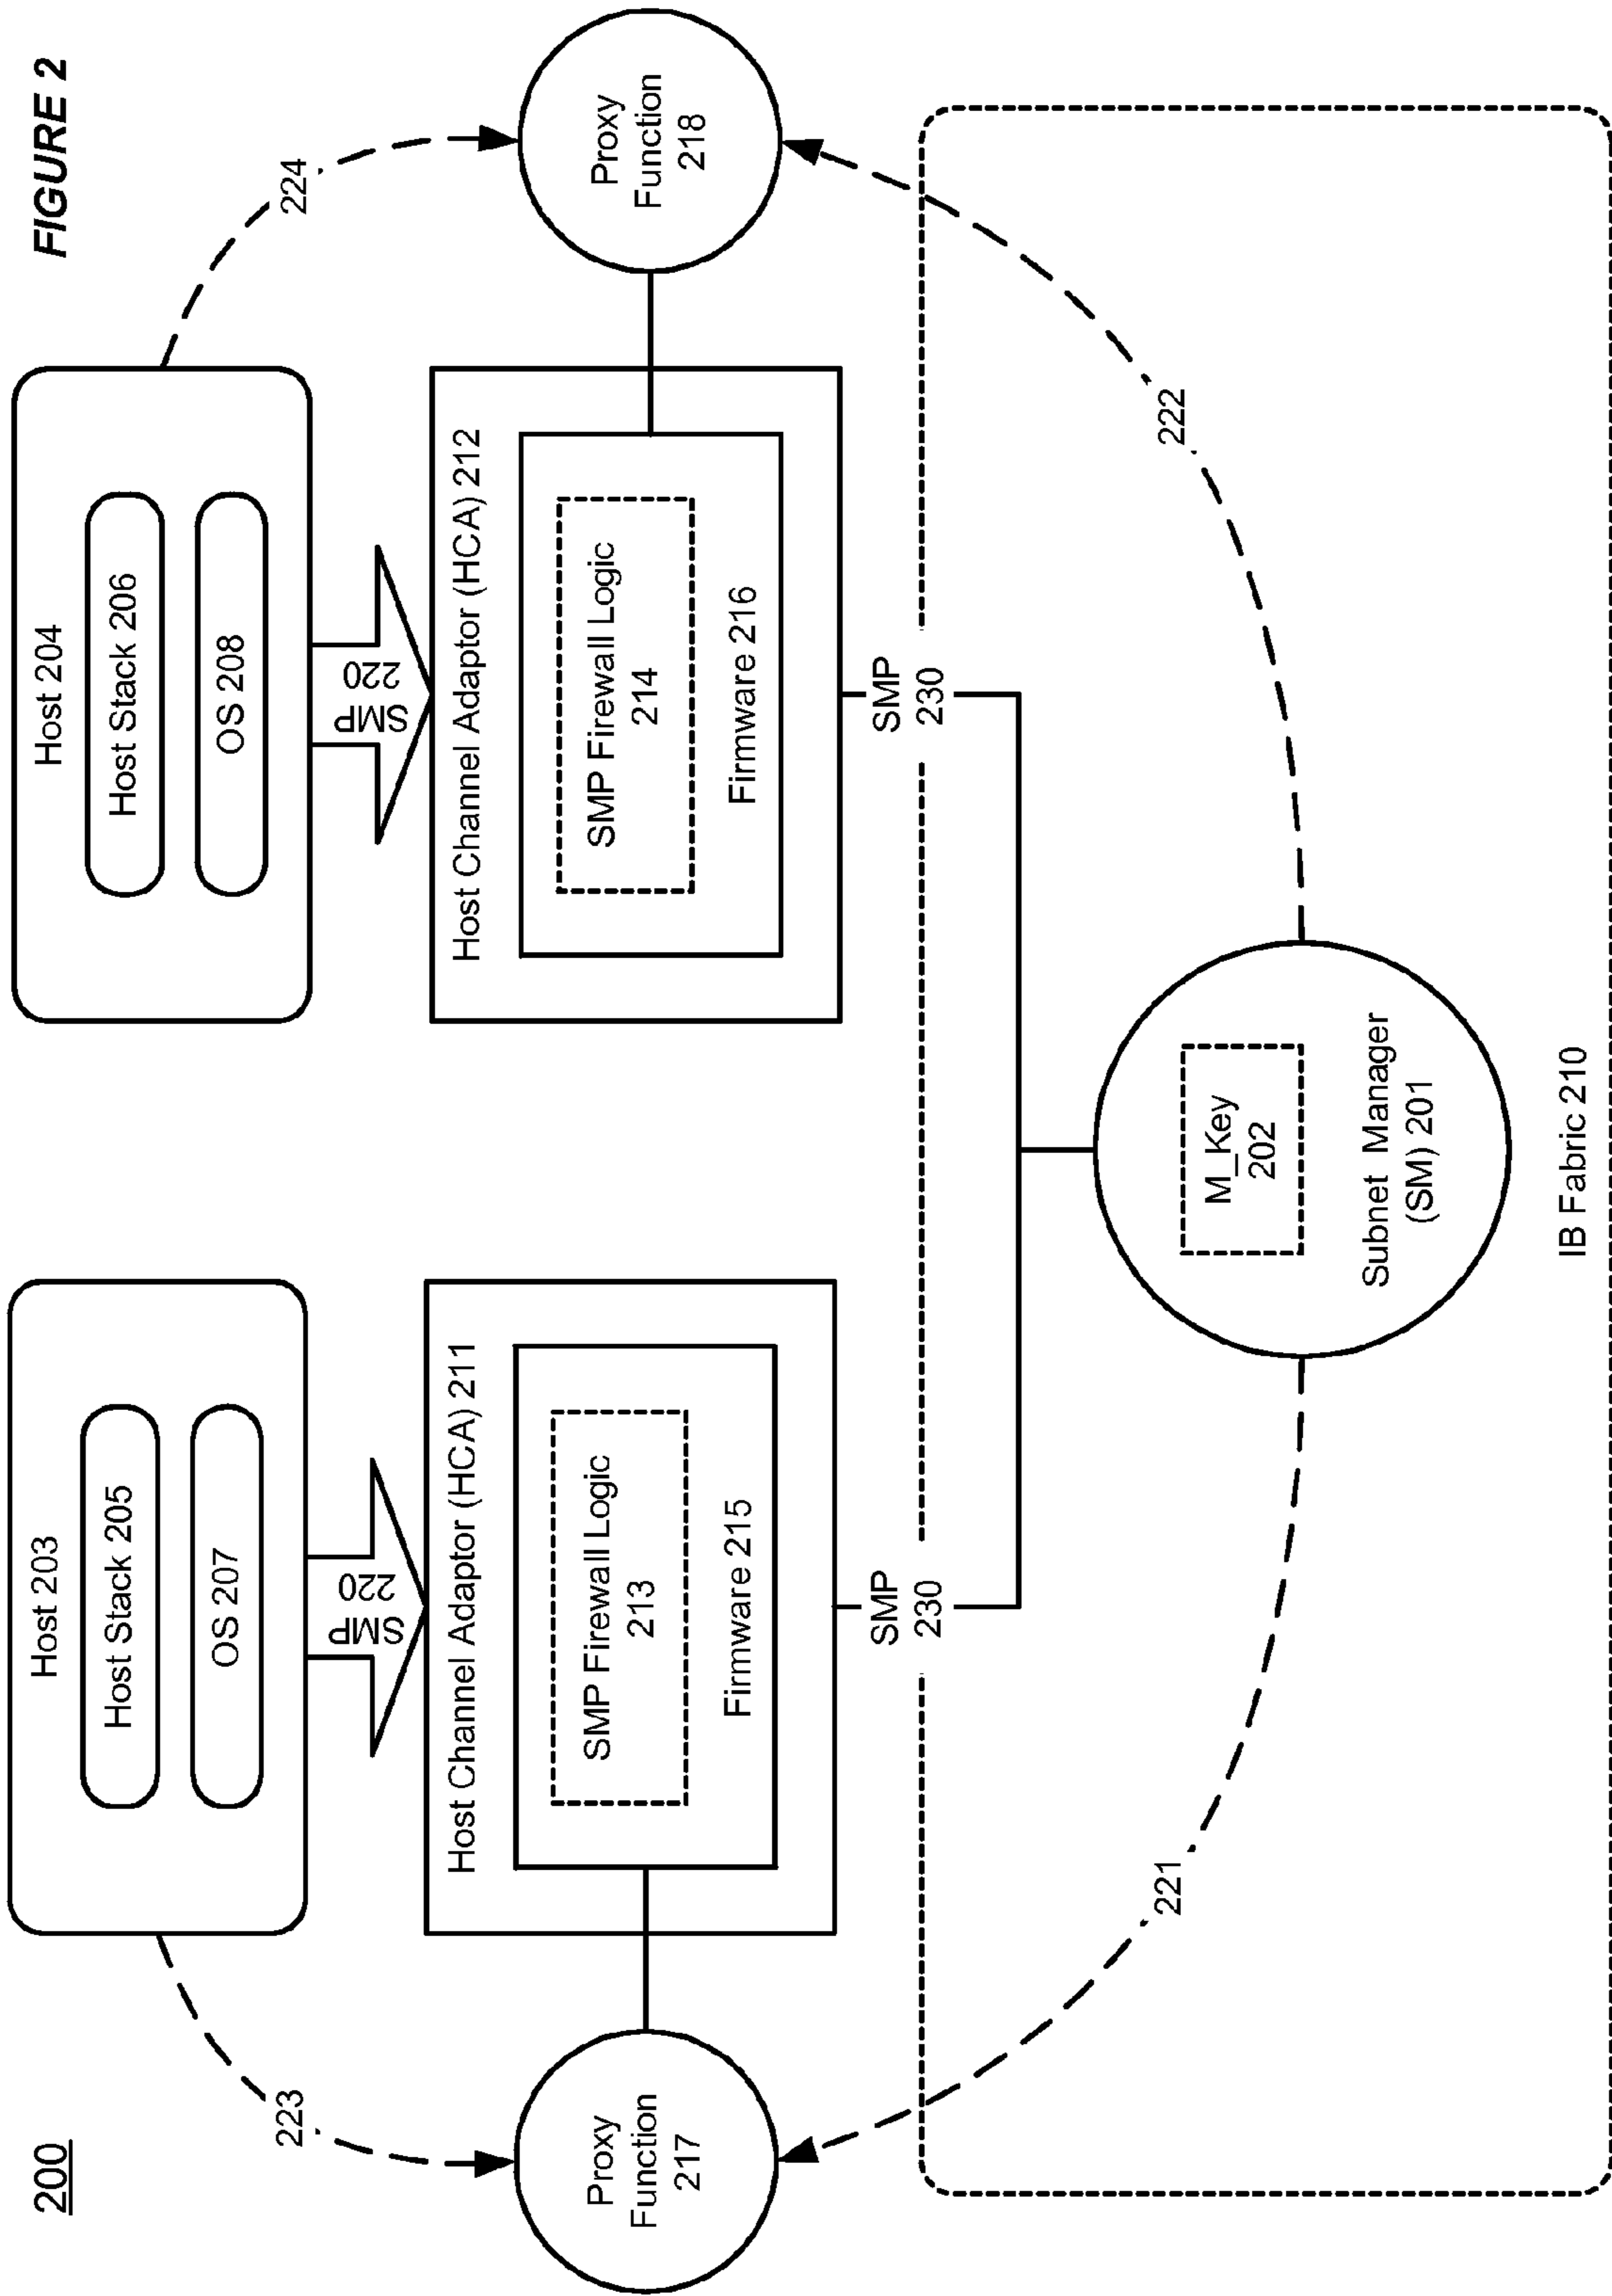 200
FIGURE 2
Host 203
Host Stack 205
OS 207
Host 204
Host Stack 206
OS 208
223
224
SMP
220
SMP
220
Host Channel Adaptor (HCA) 211
SMP Firewall Logic
213
Firmware 215
Host Channel Adaptor (HCA) 212
SMP Firewall Logic
214
Firmware 216
Proxy
Function
217
Proxy
Function
218
SMP
230
SMP
230
221
222
M_Key
202
Subnet Manager
(SM) 201
IB Fabric 210